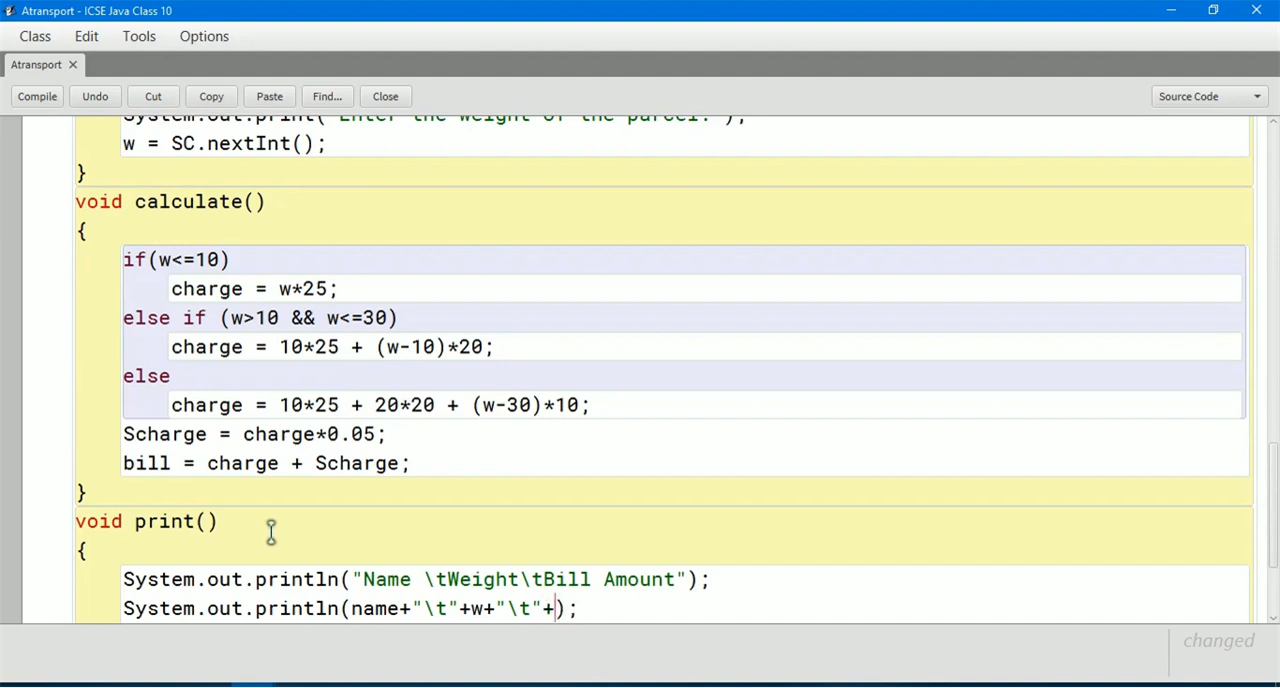 Atransport - ICSE Java Class 10
Class Edit Tools Options
Atransport ✕
Compile Undo Cut Copy Paste Find... Close Source Code
System.out.print("Enter the weight of the parcel:");
w = SC.nextInt();
}
void calculate()
{
if(w<=10)
charge = w*25;
else if (w>10 && w<=30)
charge = 10*25 + (w-10)*20;
else
charge = 10*25 + 20*20 + (w-30)*10;
Scharge = charge*0.05;
bill = charge + Scharge;
}
void print()
{
System.out.println("Name \tWeight\tBill Amount");
System.out.println(name+"\t"+w+"\t"+);
changed